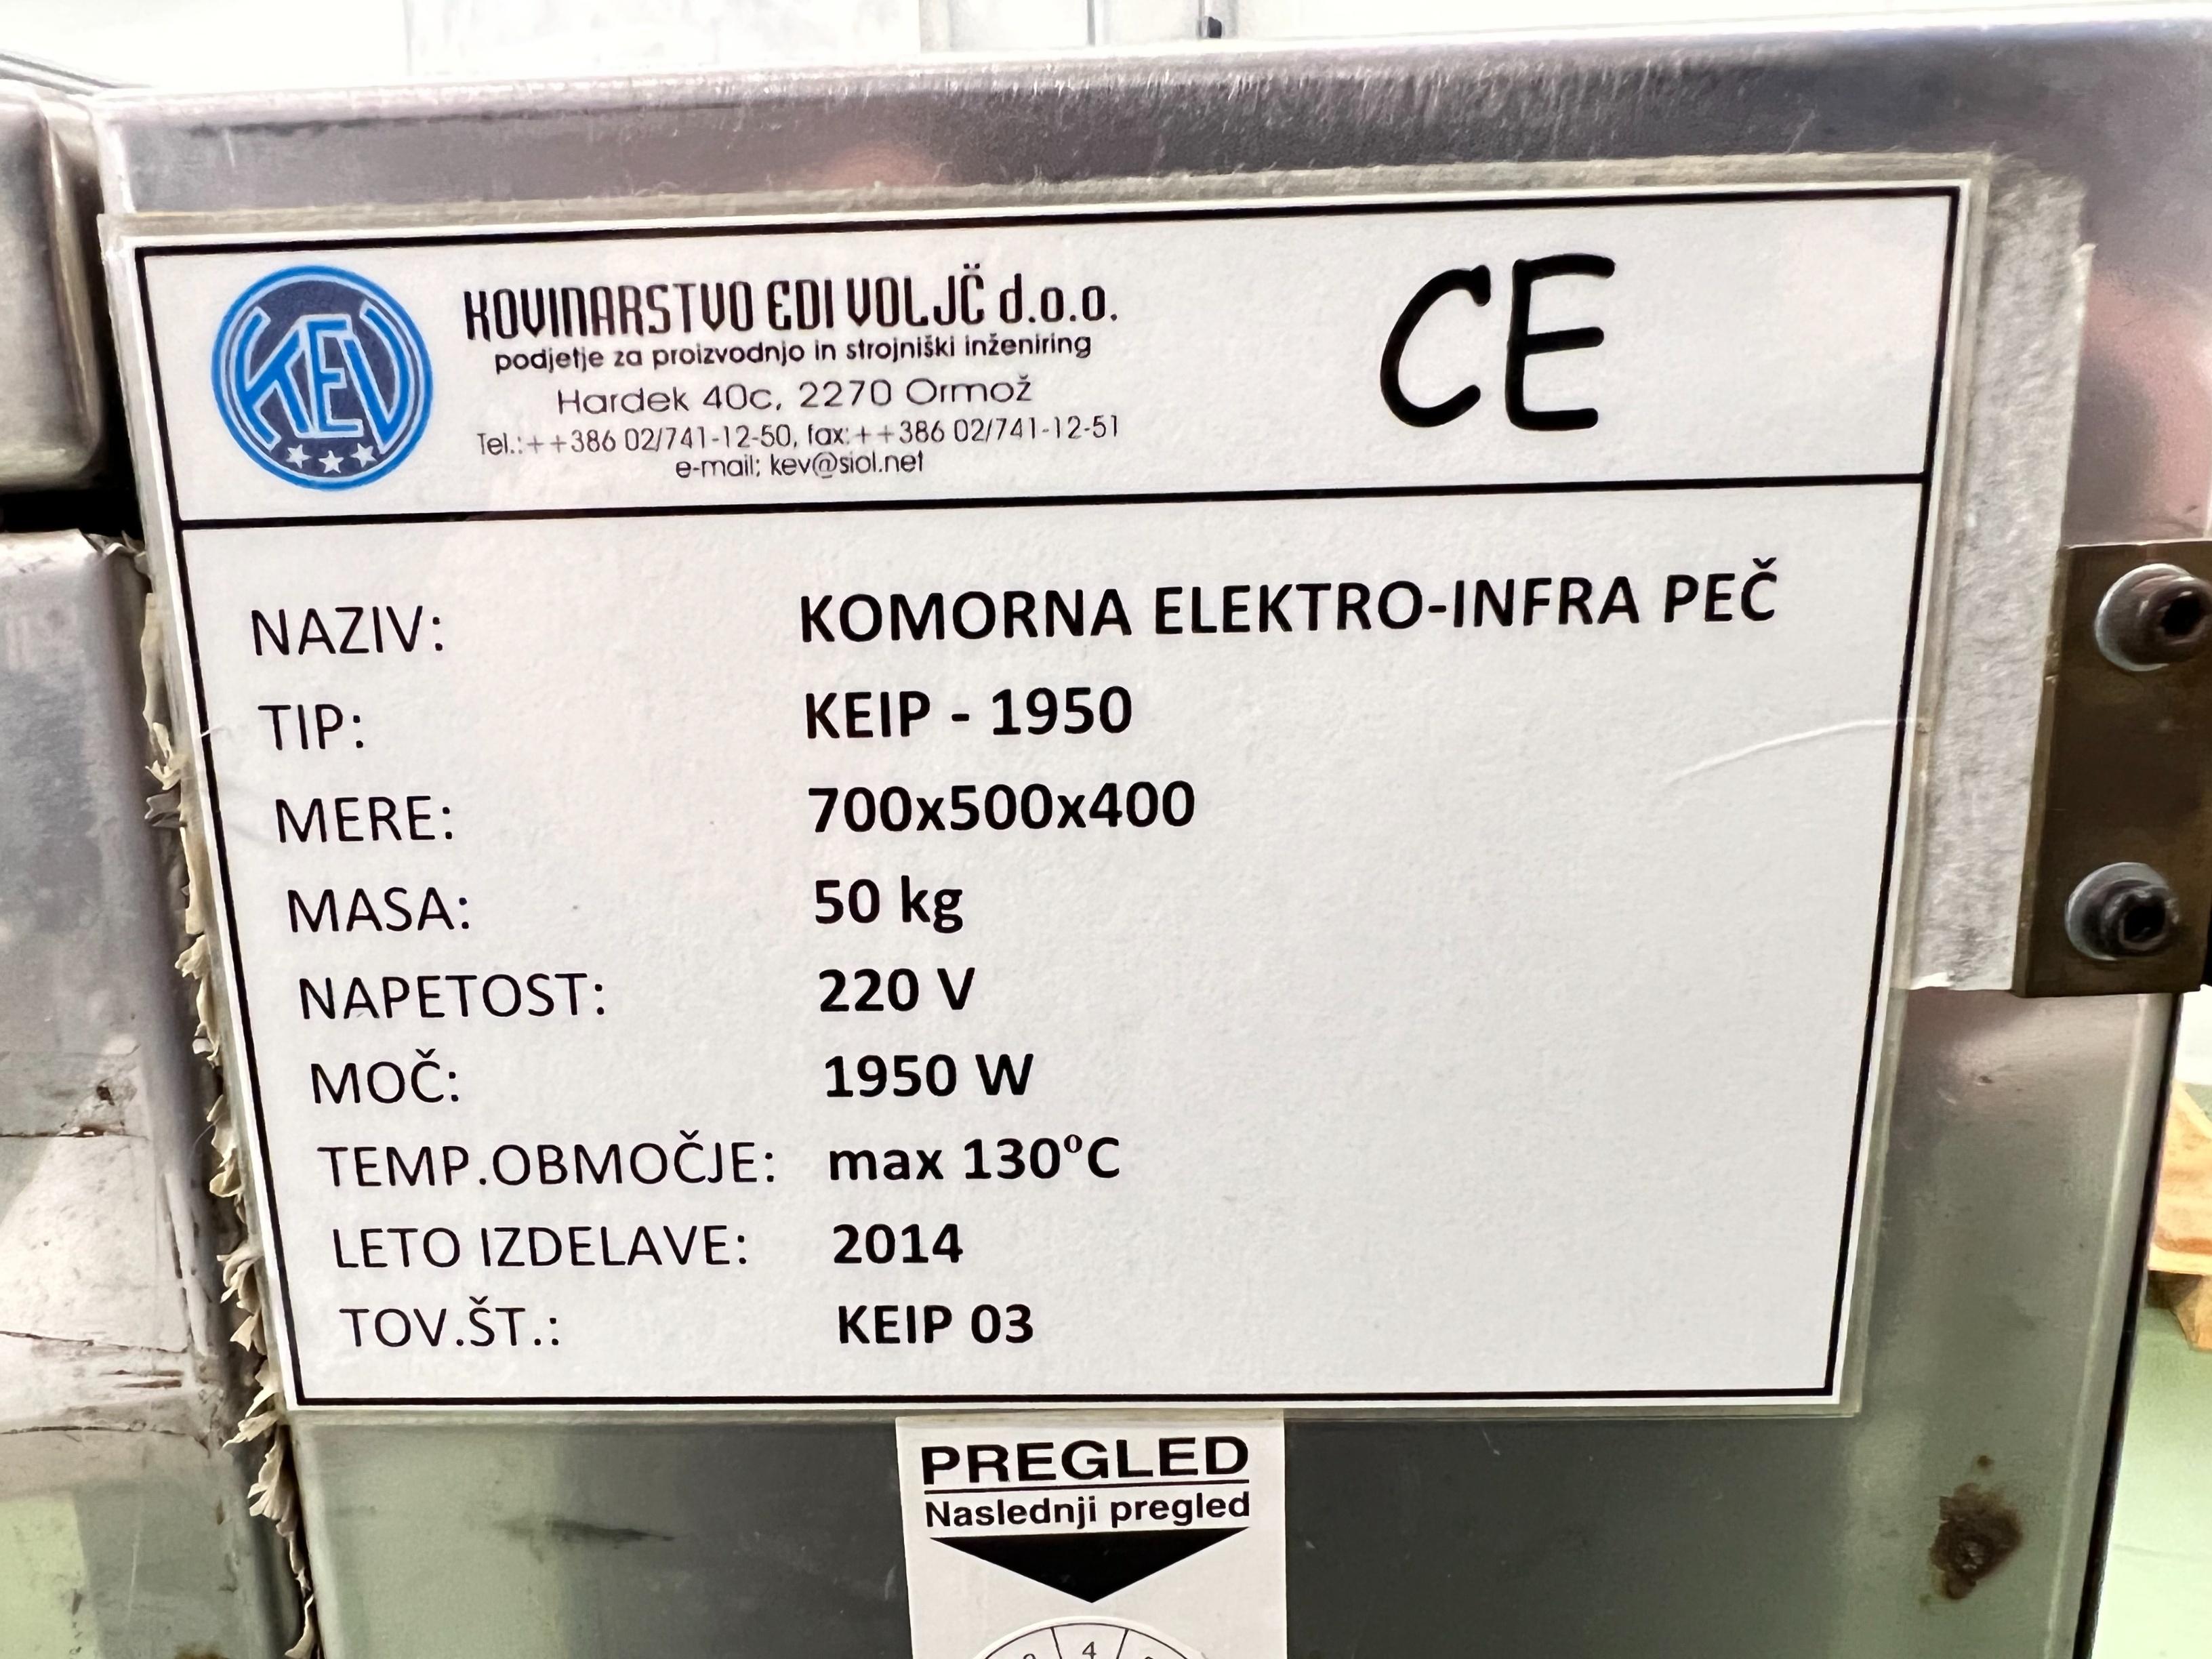 KEV
KOVINARSTVO EDI VOLJČ d.o.o.
podjetje za proizvodnjo in strojniški inženiring
Hardek 40c, 2270 Ormož
Tel.:++386 02/741-12-50, fax:++386 02/741-12-51
e-mail; kev@siol.net
CE
NAZIV: KOMORNA ELEKTRO-INFRA PEČ
TIP: KEIP - 1950
MERE: 700x500x400
MASA: 50 kg
NAPETOST: 220 V
MOČ: 1950 W
TEMP.OBMOČJE: max 130°C
LETO IZDELAVE: 2014
TOV.ŠT.: KEIP 03
PREGLED
Naslednji pregled
4